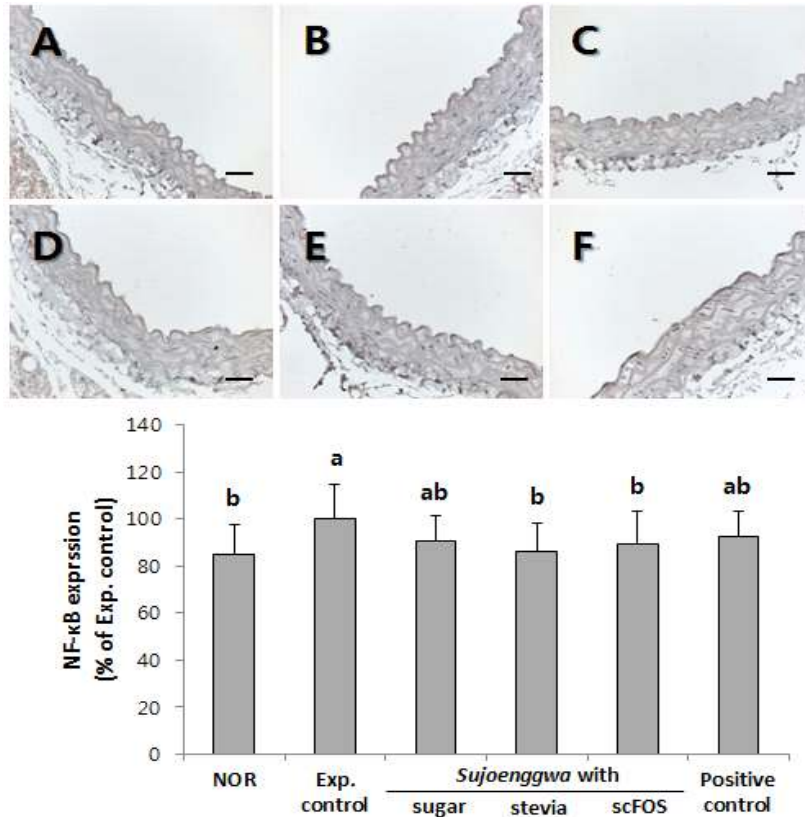 A B C
D E F
140
120
100
80
60
40
20
0
NF-κB exprssion
(% of Exp. control)
b a ab b b ab
NOR Exp. control Sujoenggwa with Positive control
sugar stevia scFOS